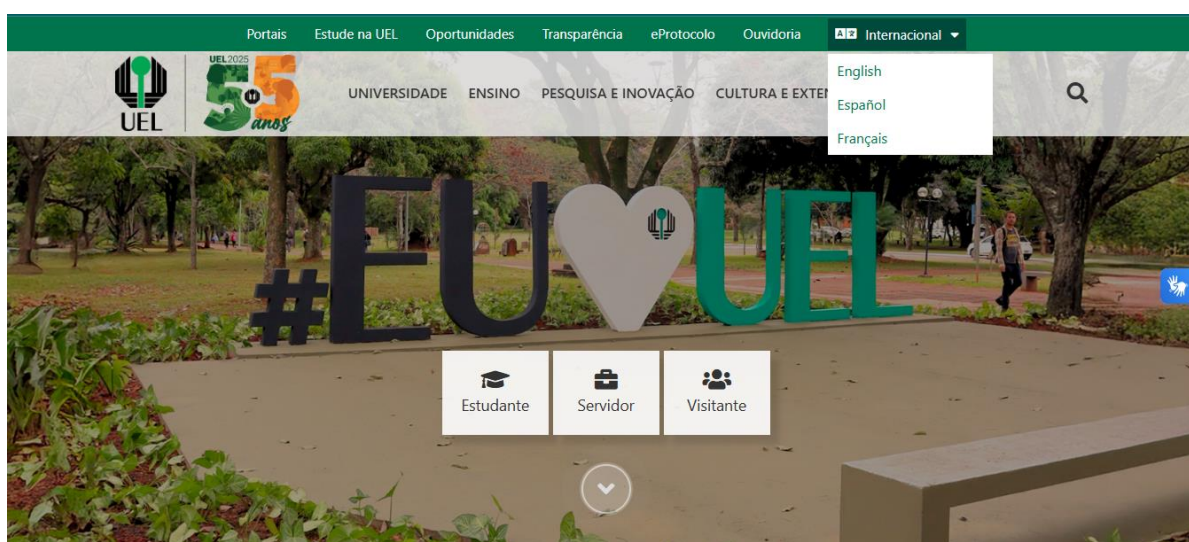 Portais Estude na UEL Oportunidades Transparência eProtocolo Ouvidoria Internacional
English
Español
Français
UEL
UEL2025
55
anos
UNIVERSIDADE ENSINO PESQUISA E INOVAÇÃO CULTURA E
#EU UEL
Estudante Servidor Visitante